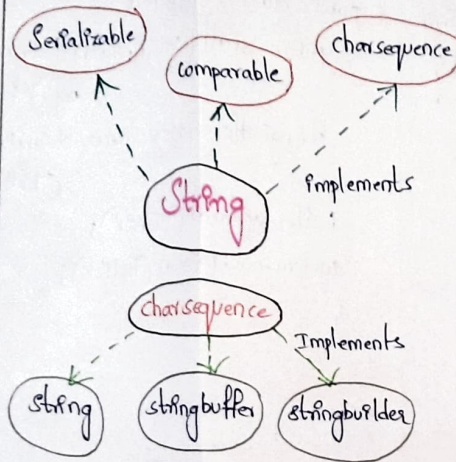 Serializable
comparable
charsequence
implements
String
charsequence
Implements
string
stringbuffer
stringbuilder